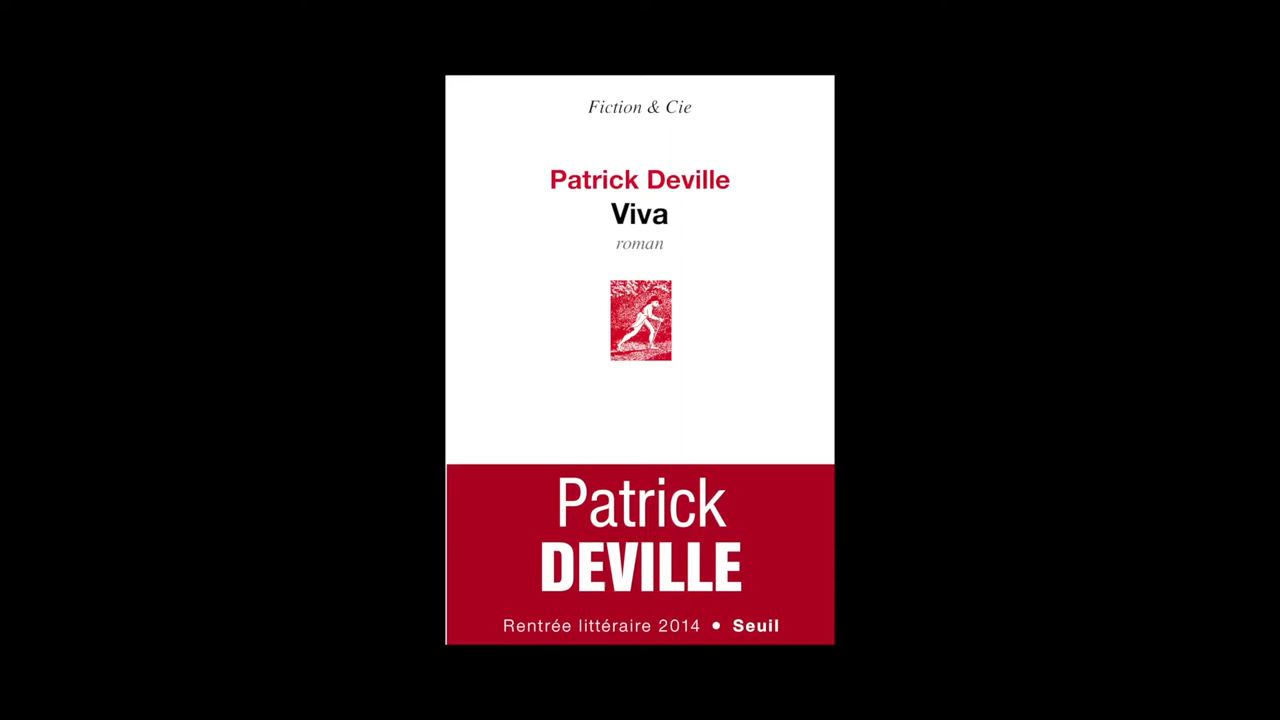 Fiction & Cie
Patrick Deville
Viva
roman
Patrick
DEVILLE
Rentrée littéraire 2014 • Seuil